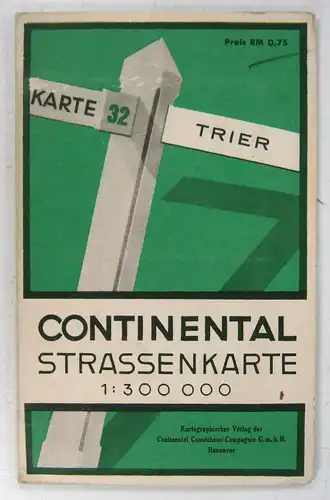 Preis RM 0,75
KARTE 32
TRIER
CONTINENTAL
STRASSENKARTE
1:300 000
Kartographischer Verlag der
Continental Caoutchouc-Compagnie G. m. b. H.
Hannover